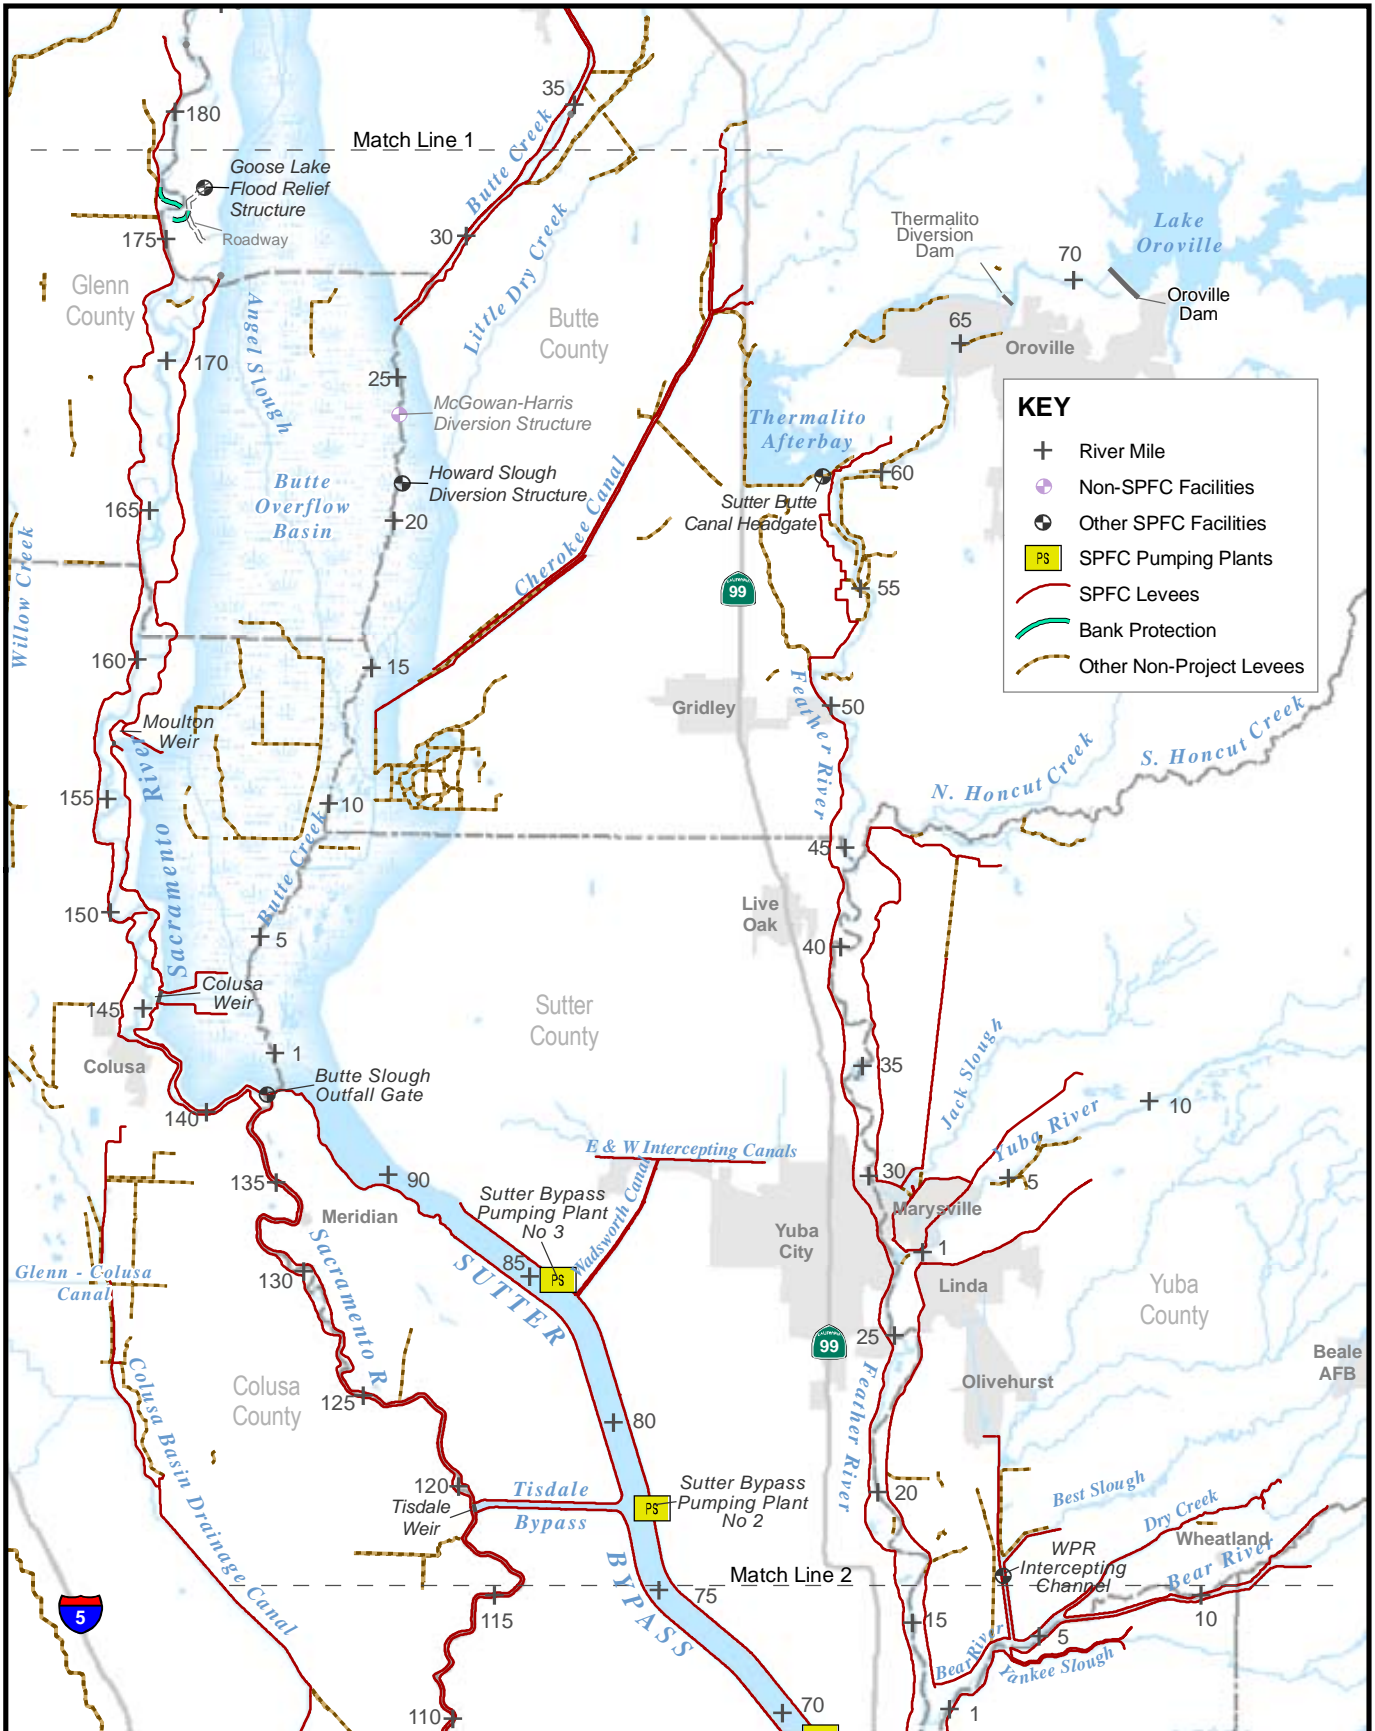 180
35
Match Line 1
Butte Creek
Goose Lake
Flood Relief
Structure
Roadway
175
30
Little Dry Creek
Glenn
County
Angel Slough
Butte
County
Thermalito
Diversion
Dam
Lake
Oroville
70
Oroville
Dam
65
Oroville
170
25
McGowan-Harris
Diversion Structure
Thermalito
Afterbay
KEY
River Mile
Non-SPFC Facilities
Other SPFC Facilities
PS
SPFC Pumping Plants
SPFC Levees
Bank Protection
Other Non-Project Levees
Butte
Overflow
Basin
Howard Slough
Diversion Structure
Cherokee Canal
Sutter Butte
Canal Headgate
60
165
20
Willow Creek
CALIFORNIA
99
55
160
15
Gridley
50
Feather River
Moulton
Weir
Sacramento River
155
10
Butte Creek
N. Honcut Creek
S. Honcut Creek
45
150
5
Live
Oak
40
Colusa
Weir
145
Sutter
County
Colusa
1
35
Jack Slough
Butte Slough
Outfall Gate
140
10
Yuba River
E & W Intercepting Canals
135
90
30
5
Sutter Bypass
Pumping Plant
No 3
Wadsworth Canal
Meridian
Marysville
Yuba
City
1
Sacramento R
SUTTER
85
PS
130
Glenn - Colusa
Canal
Linda
Yuba
County
CALIFORNIA
99
25
Beale
AFB
Colusa
County
125
Olivehurst
Colusa Basin Drainage Canal
80
Feather River
120
Tisdale
Weir
Tisdale
Bypass
PS
Sutter Bypass
Pumping Plant
No 2
20
Best Slough
Dry Creek
Wheatland
WPR
Intercepting
Channel
Bear River
BYPASS
Match Line 2
5
115
75
15
10
5
Bear River
Yankee Slough
110
70
1